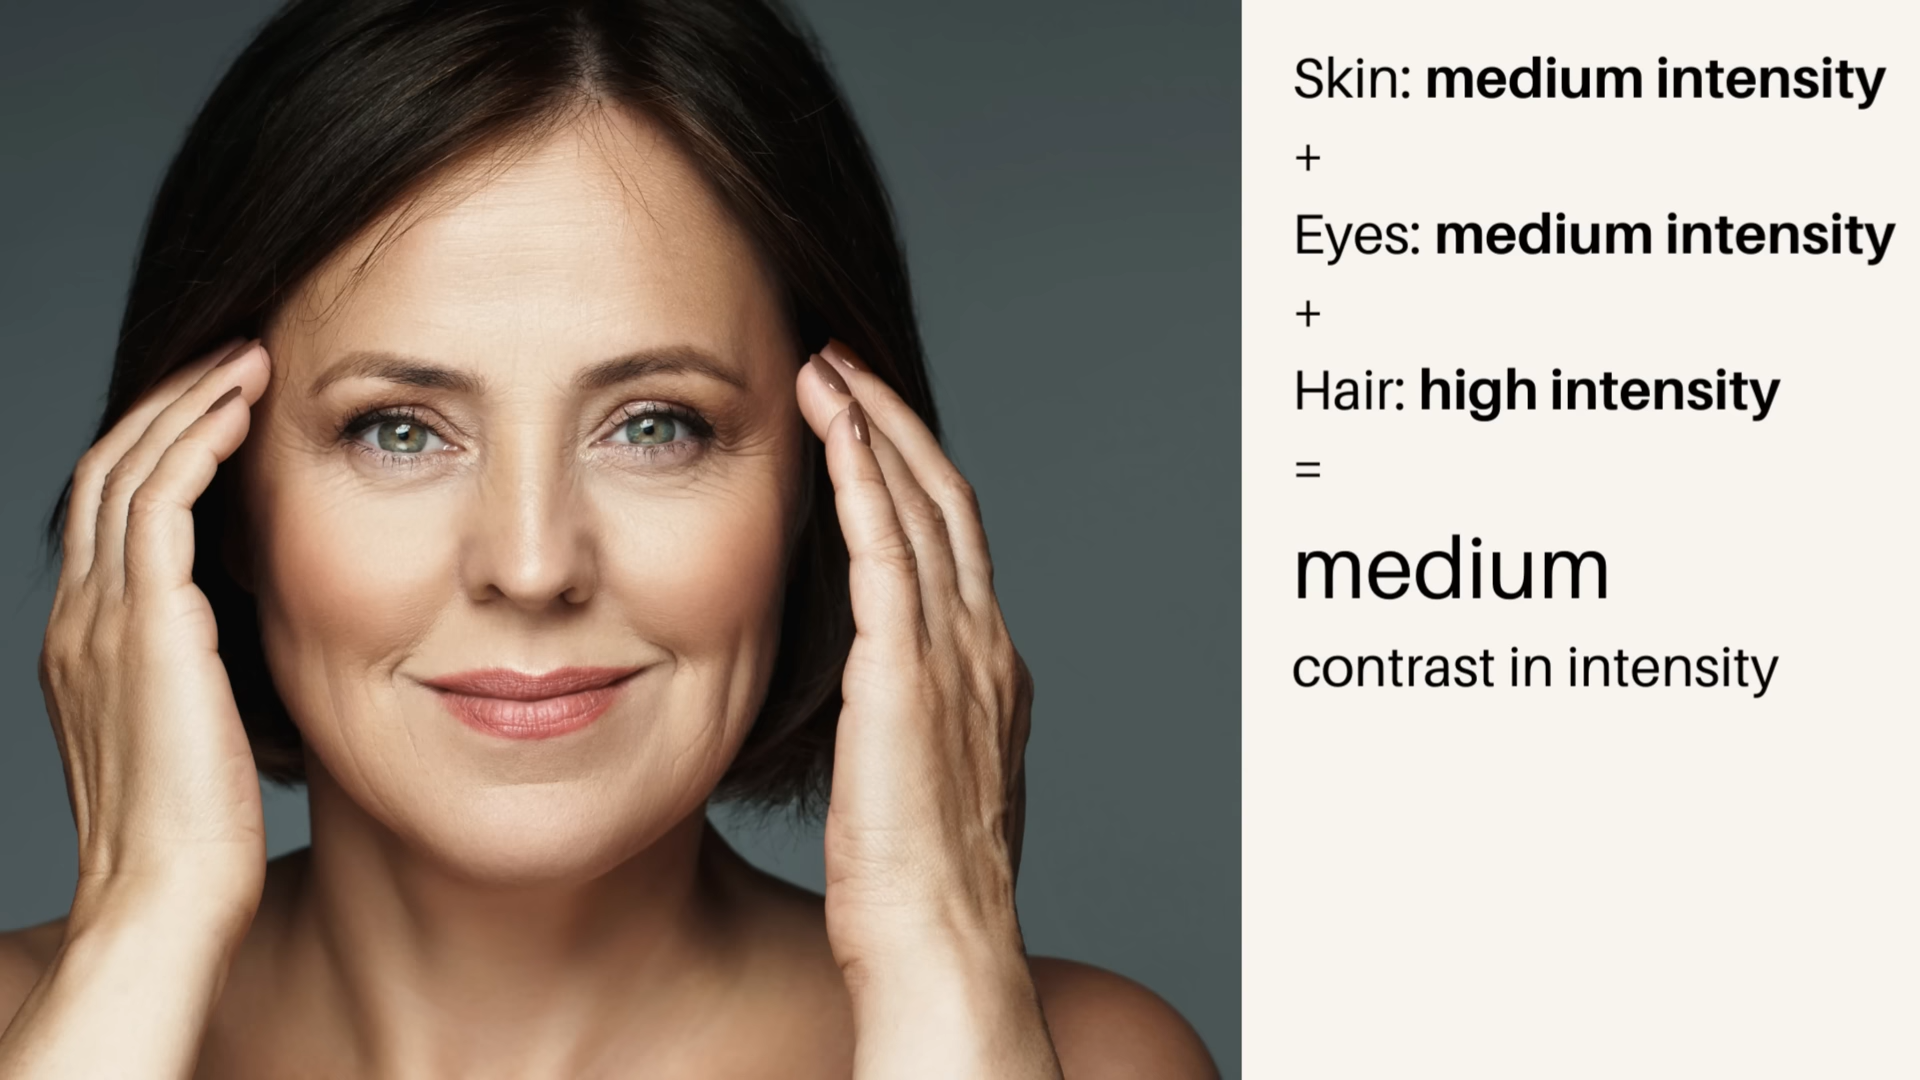 Skin: medium intensity
+
Eyes: medium intensity
+
Hair: high intensity
=
medium
contrast in intensity